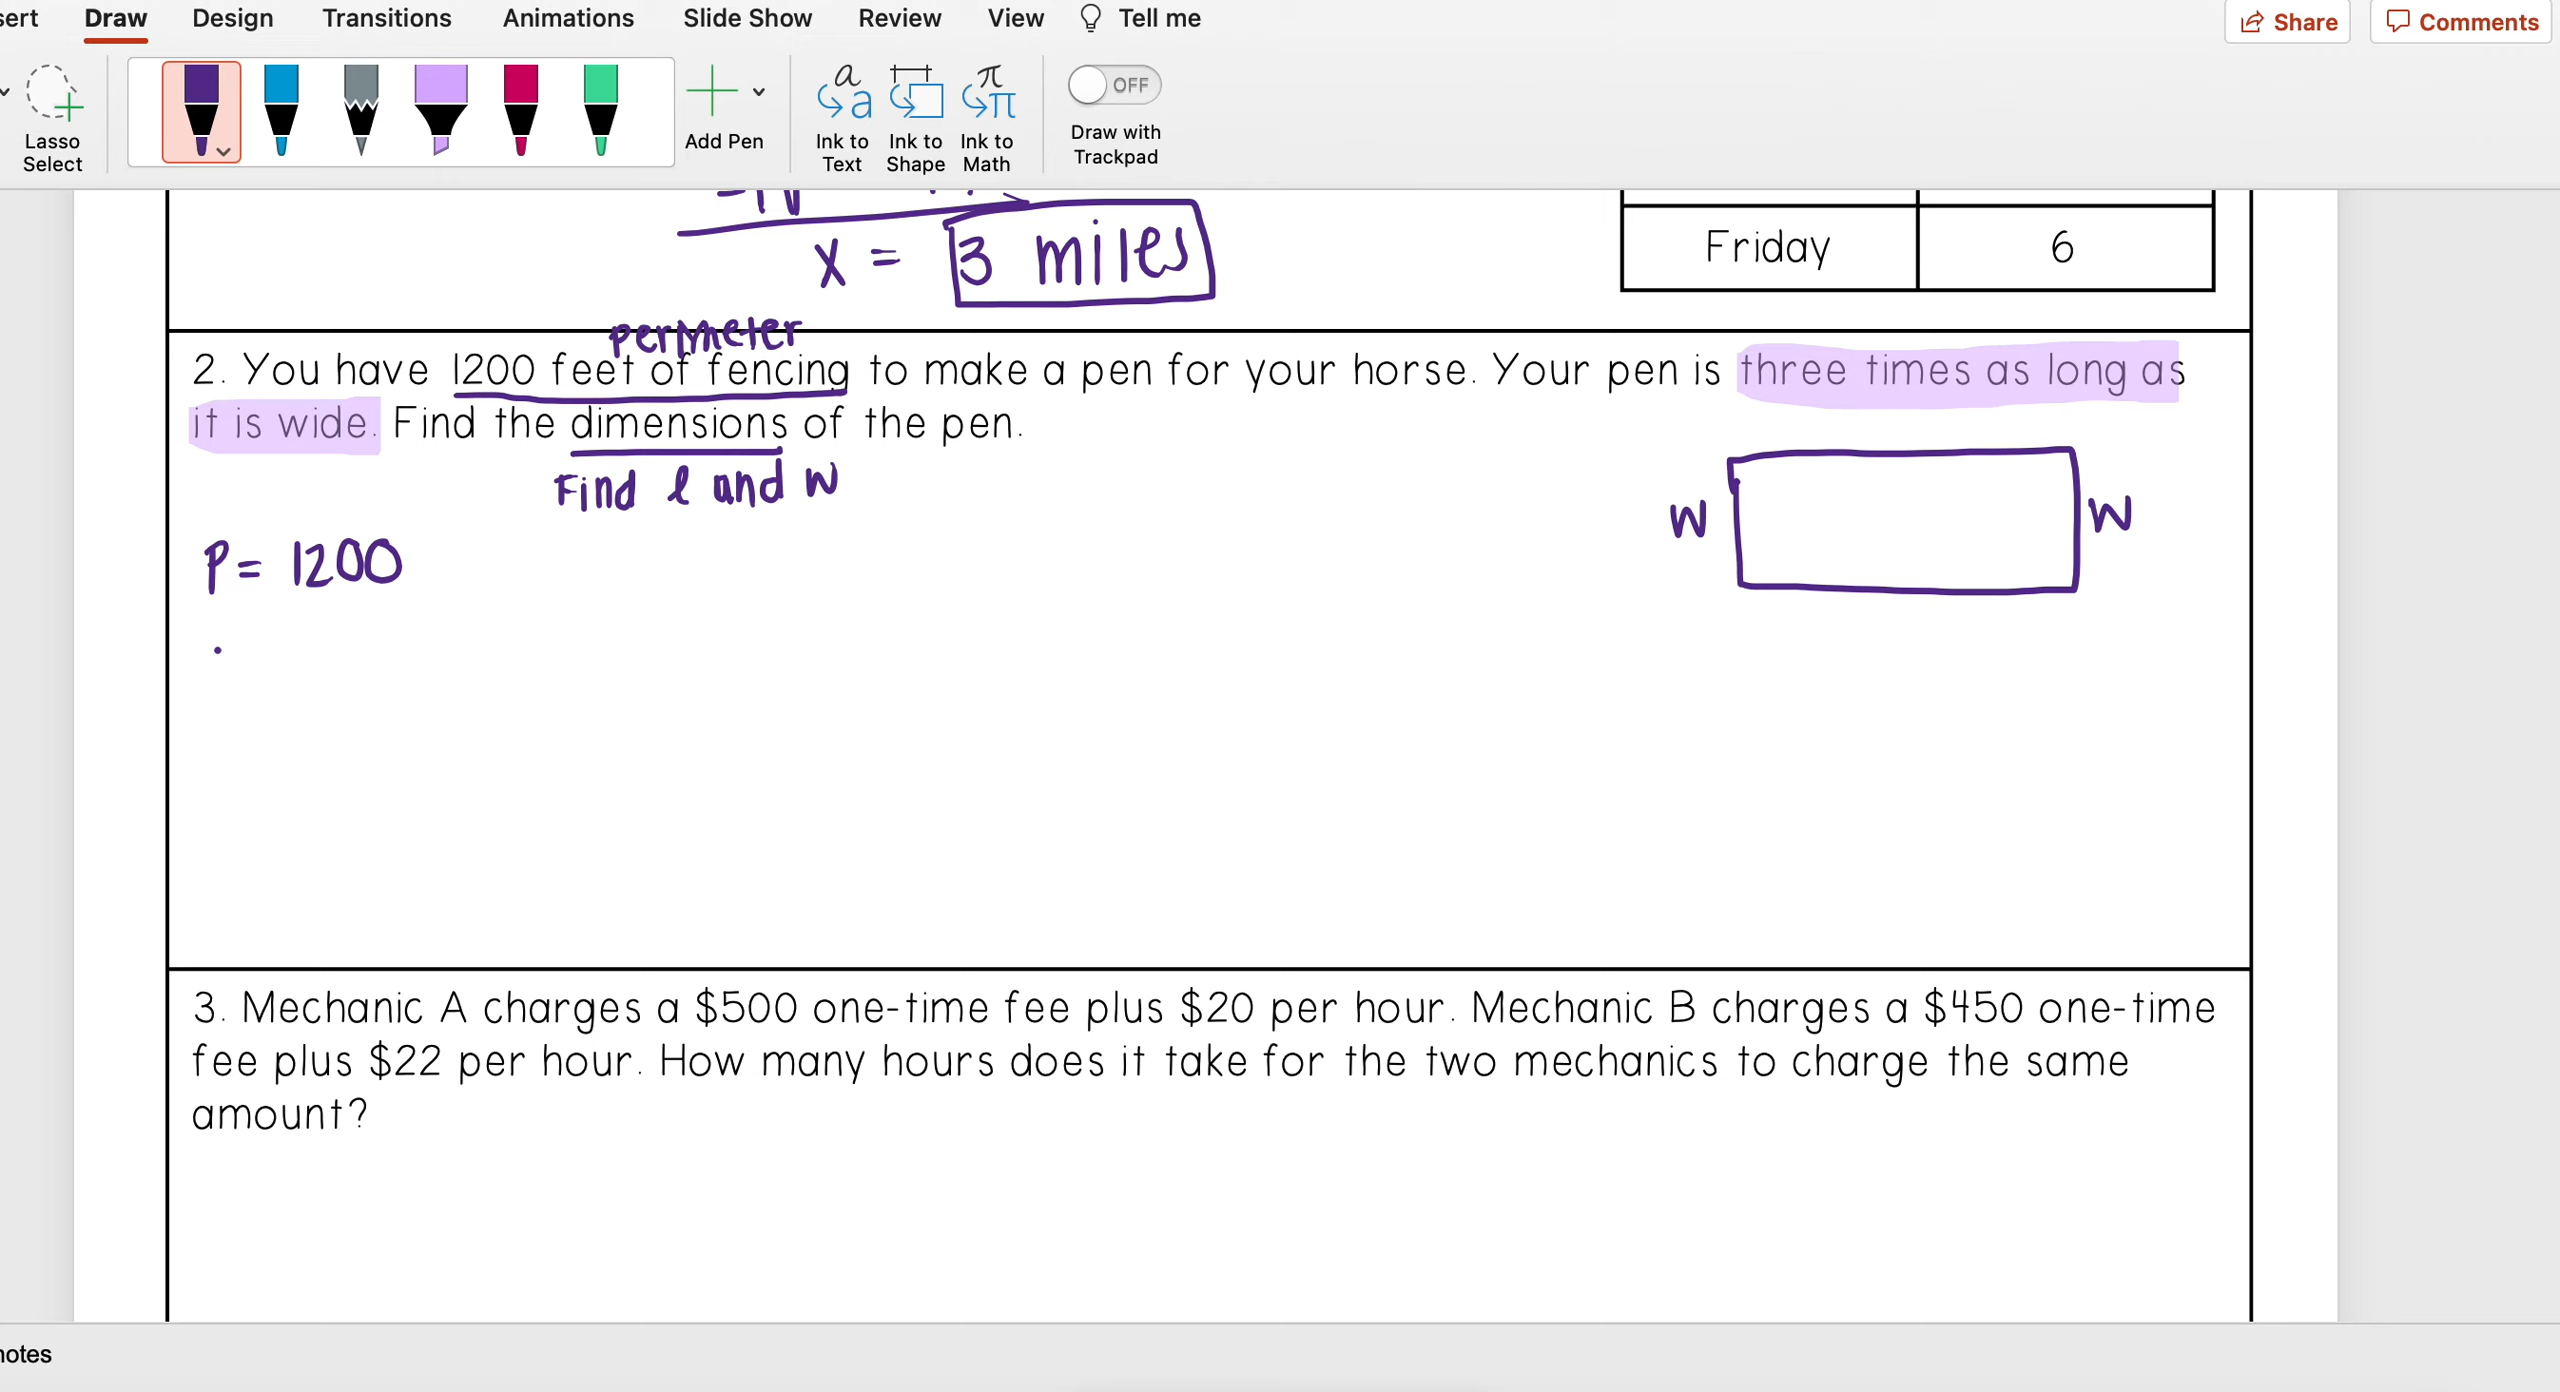 sert Draw Design Transitions Animations Slide Show Review View Tell me Share Comments
Lasso Select
Add Pen
Ink to Text
Ink to Shape
Ink to Math
OFF
Draw with Trackpad
x = 3 miles
Friday 6
perimeter
2. You have 1200 feet of fencing to make a pen for your horse. Your pen is three times as long as
it is wide. Find the dimensions of the pen.
Find l and w
w w
P = 1200
3. Mechanic A charges a $500 one-time fee plus $20 per hour. Mechanic B charges a $450 one-time
fee plus $22 per hour. How many hours does it take for the two mechanics to charge the same
amount?
notes